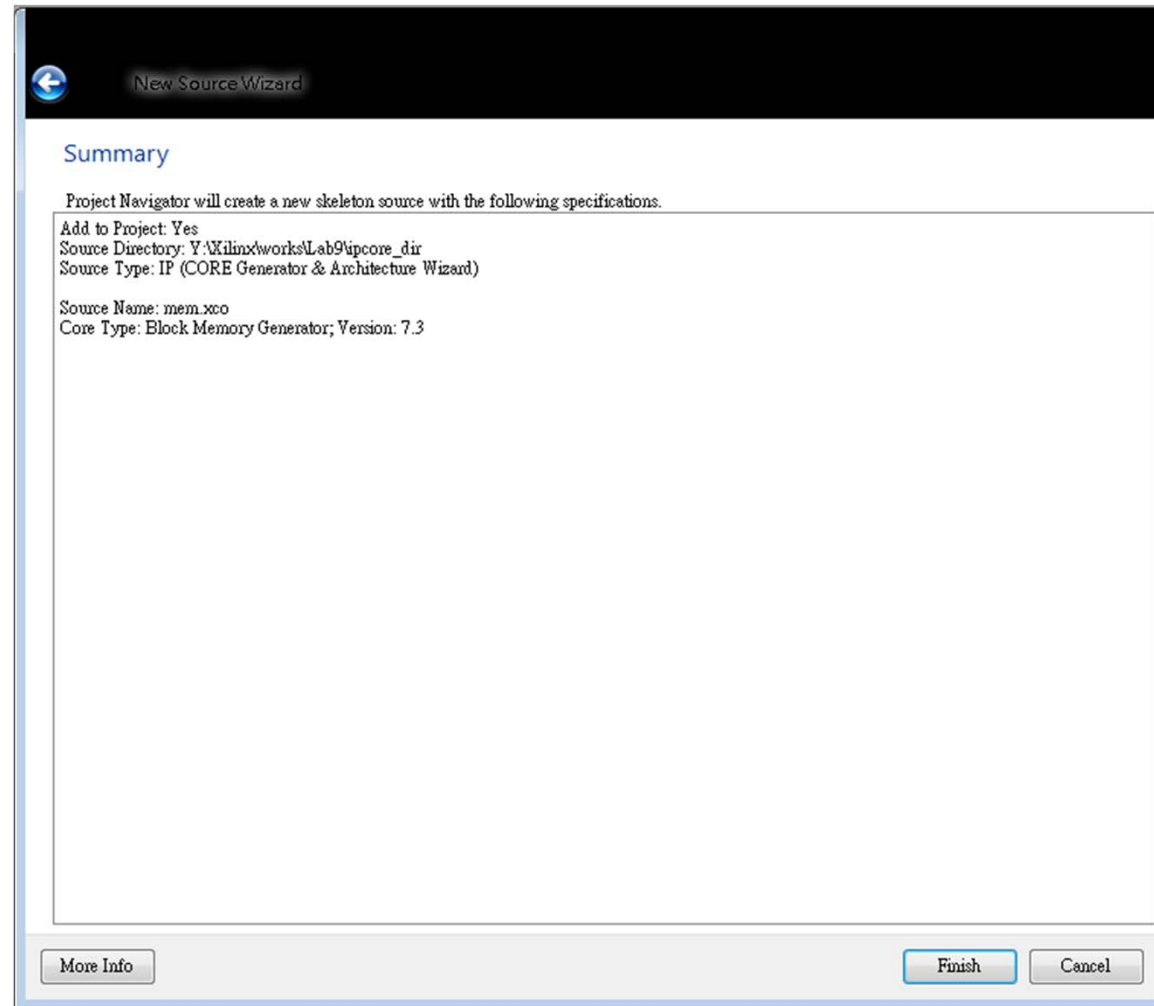 New Source Wizard
Summary
Project Navigator will create a new skeleton source with the following specifications.
Add to Project: Yes
Source Directory: Y:\Xilinx\works\Lab9\ipcore_dir
Source Type: IP (CORE Generator & Architecture Wizard)
Source Name: mem.xco
Core Type: Block Memory Generator; Version: 7.3
More Info
Finish
Cancel